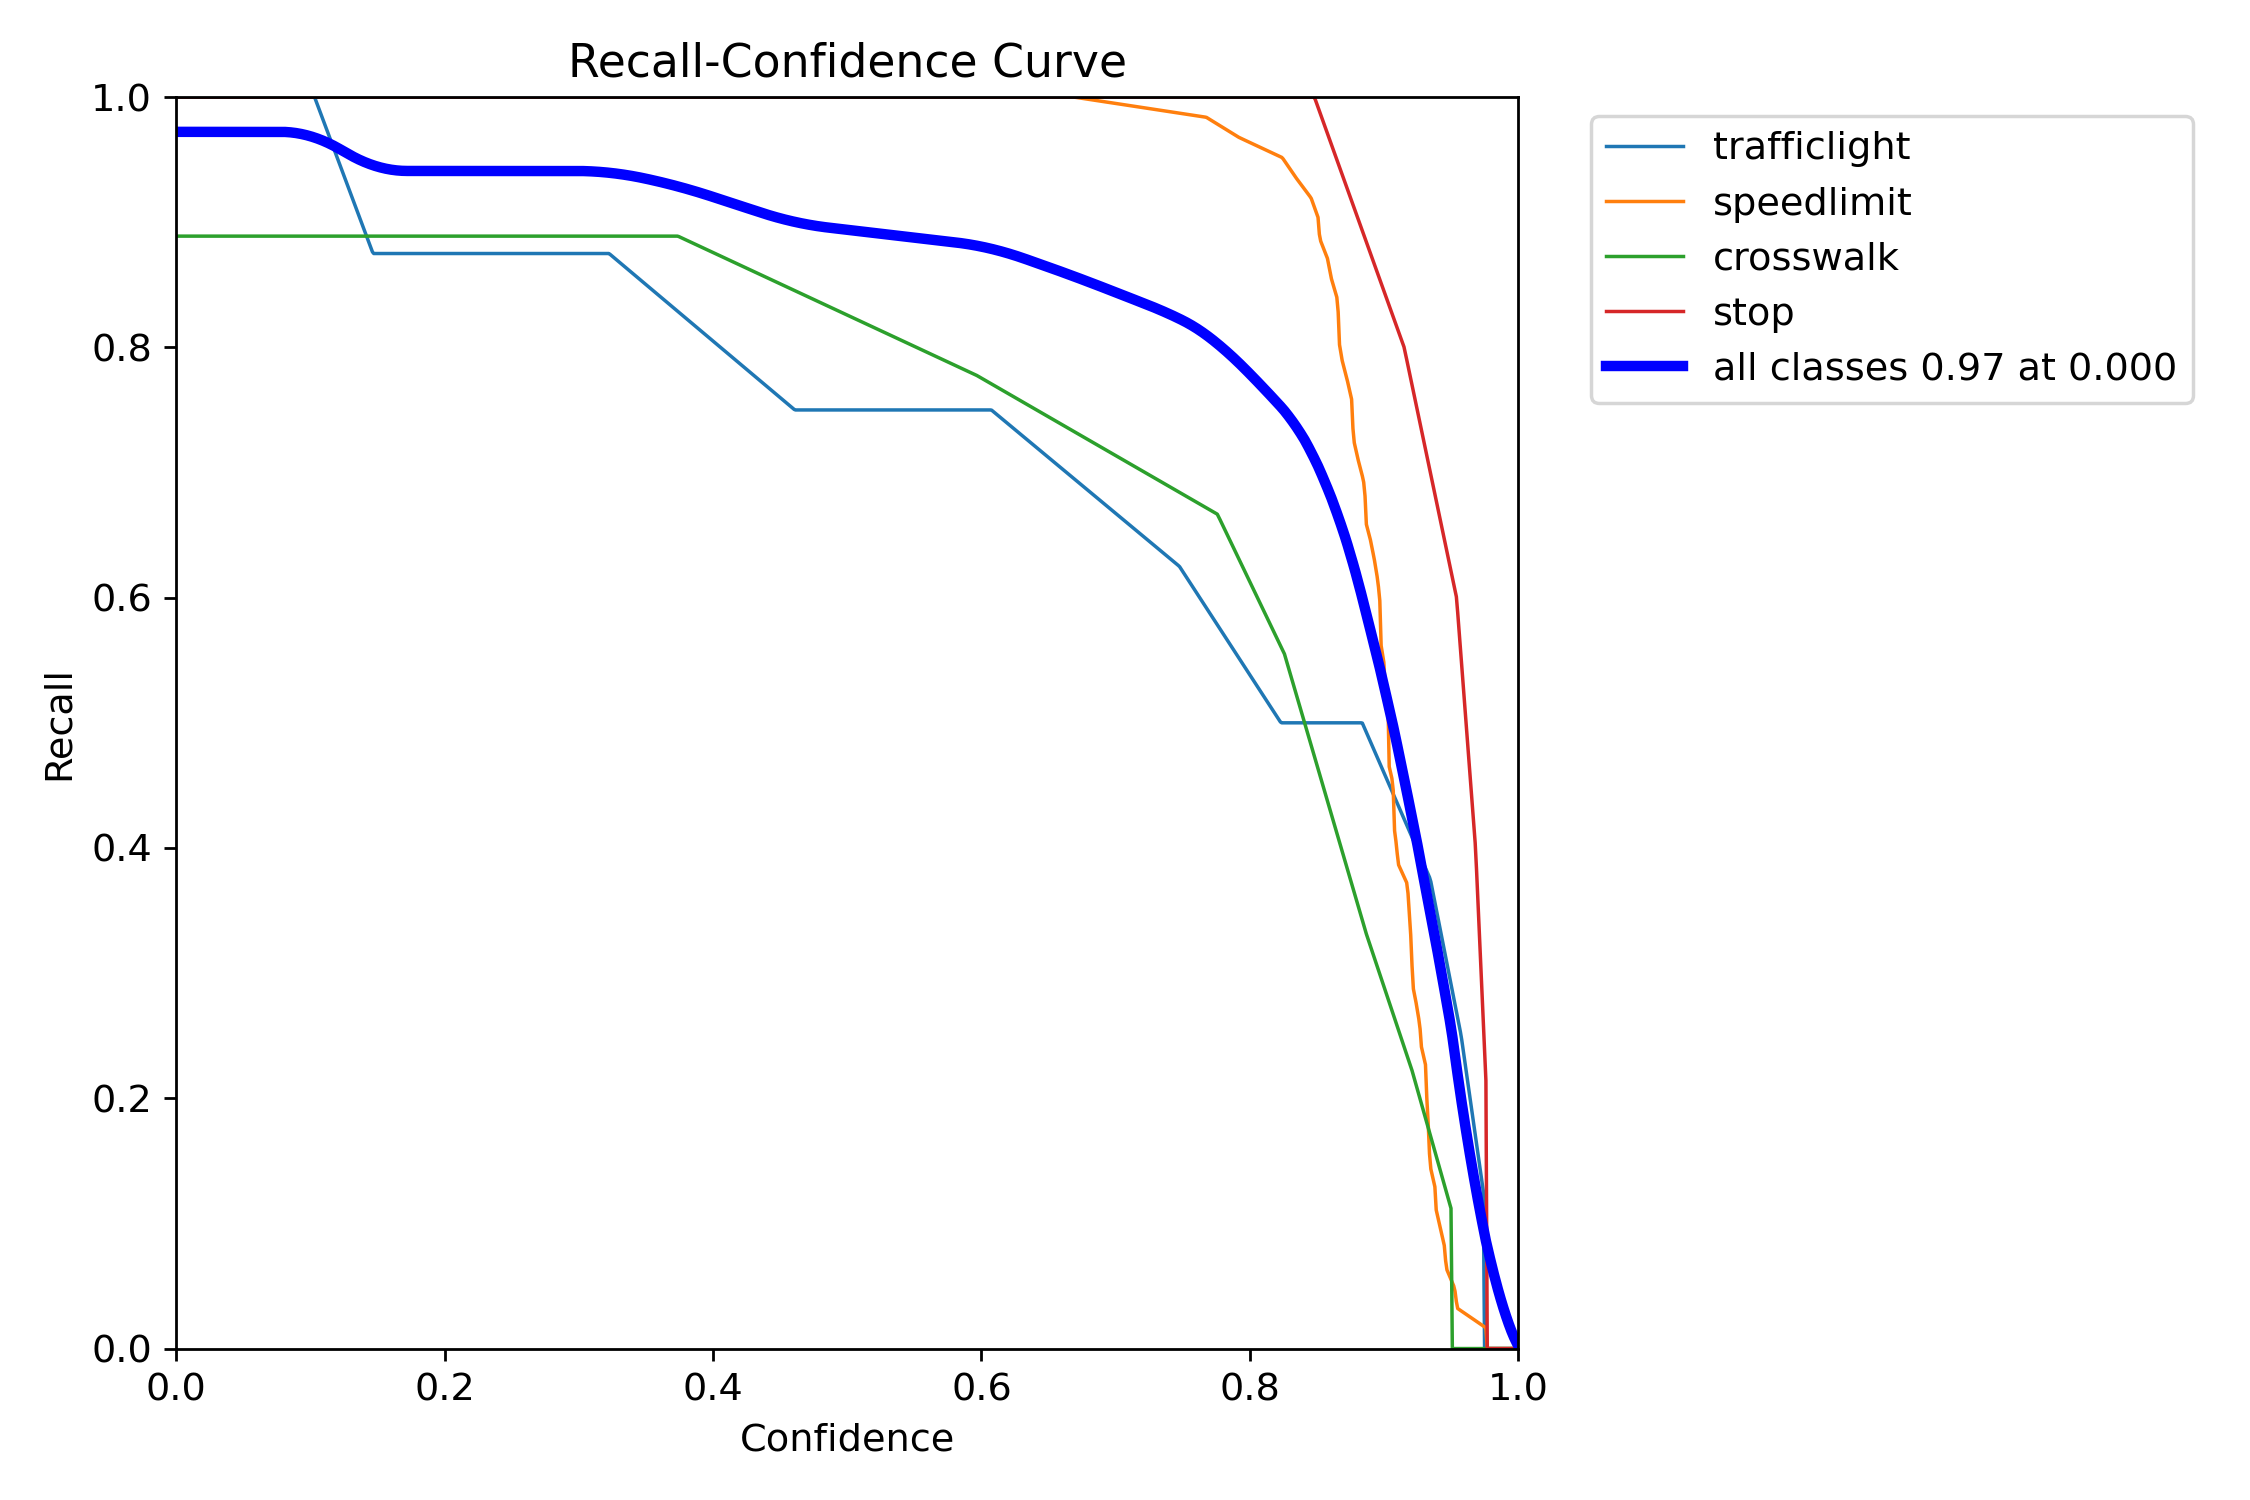 Recall-Confidence Curve
1.0
0.8
0.6
0.4
0.2
0.0
Recall
0.0 0.2 0.4 0.6 0.8 1.0
Confidence
trafficlight
speedlimit
crosswalk
stop
all classes 0.97 at 0.000